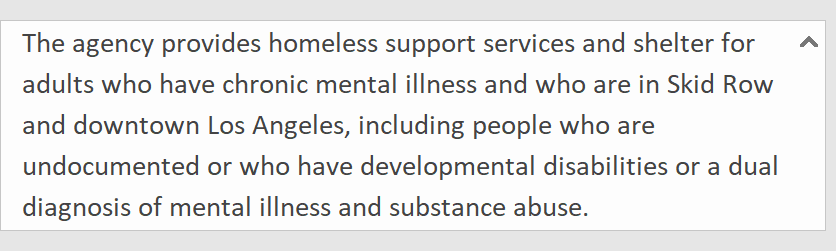 The agency provides homeless support services and shelter for
adults who have chronic mental illness and who are in Skid Row
and downtown Los Angeles, including people who are
undocumented or who have developmental disabilities or a dual
diagnosis of mental illness and substance abuse.